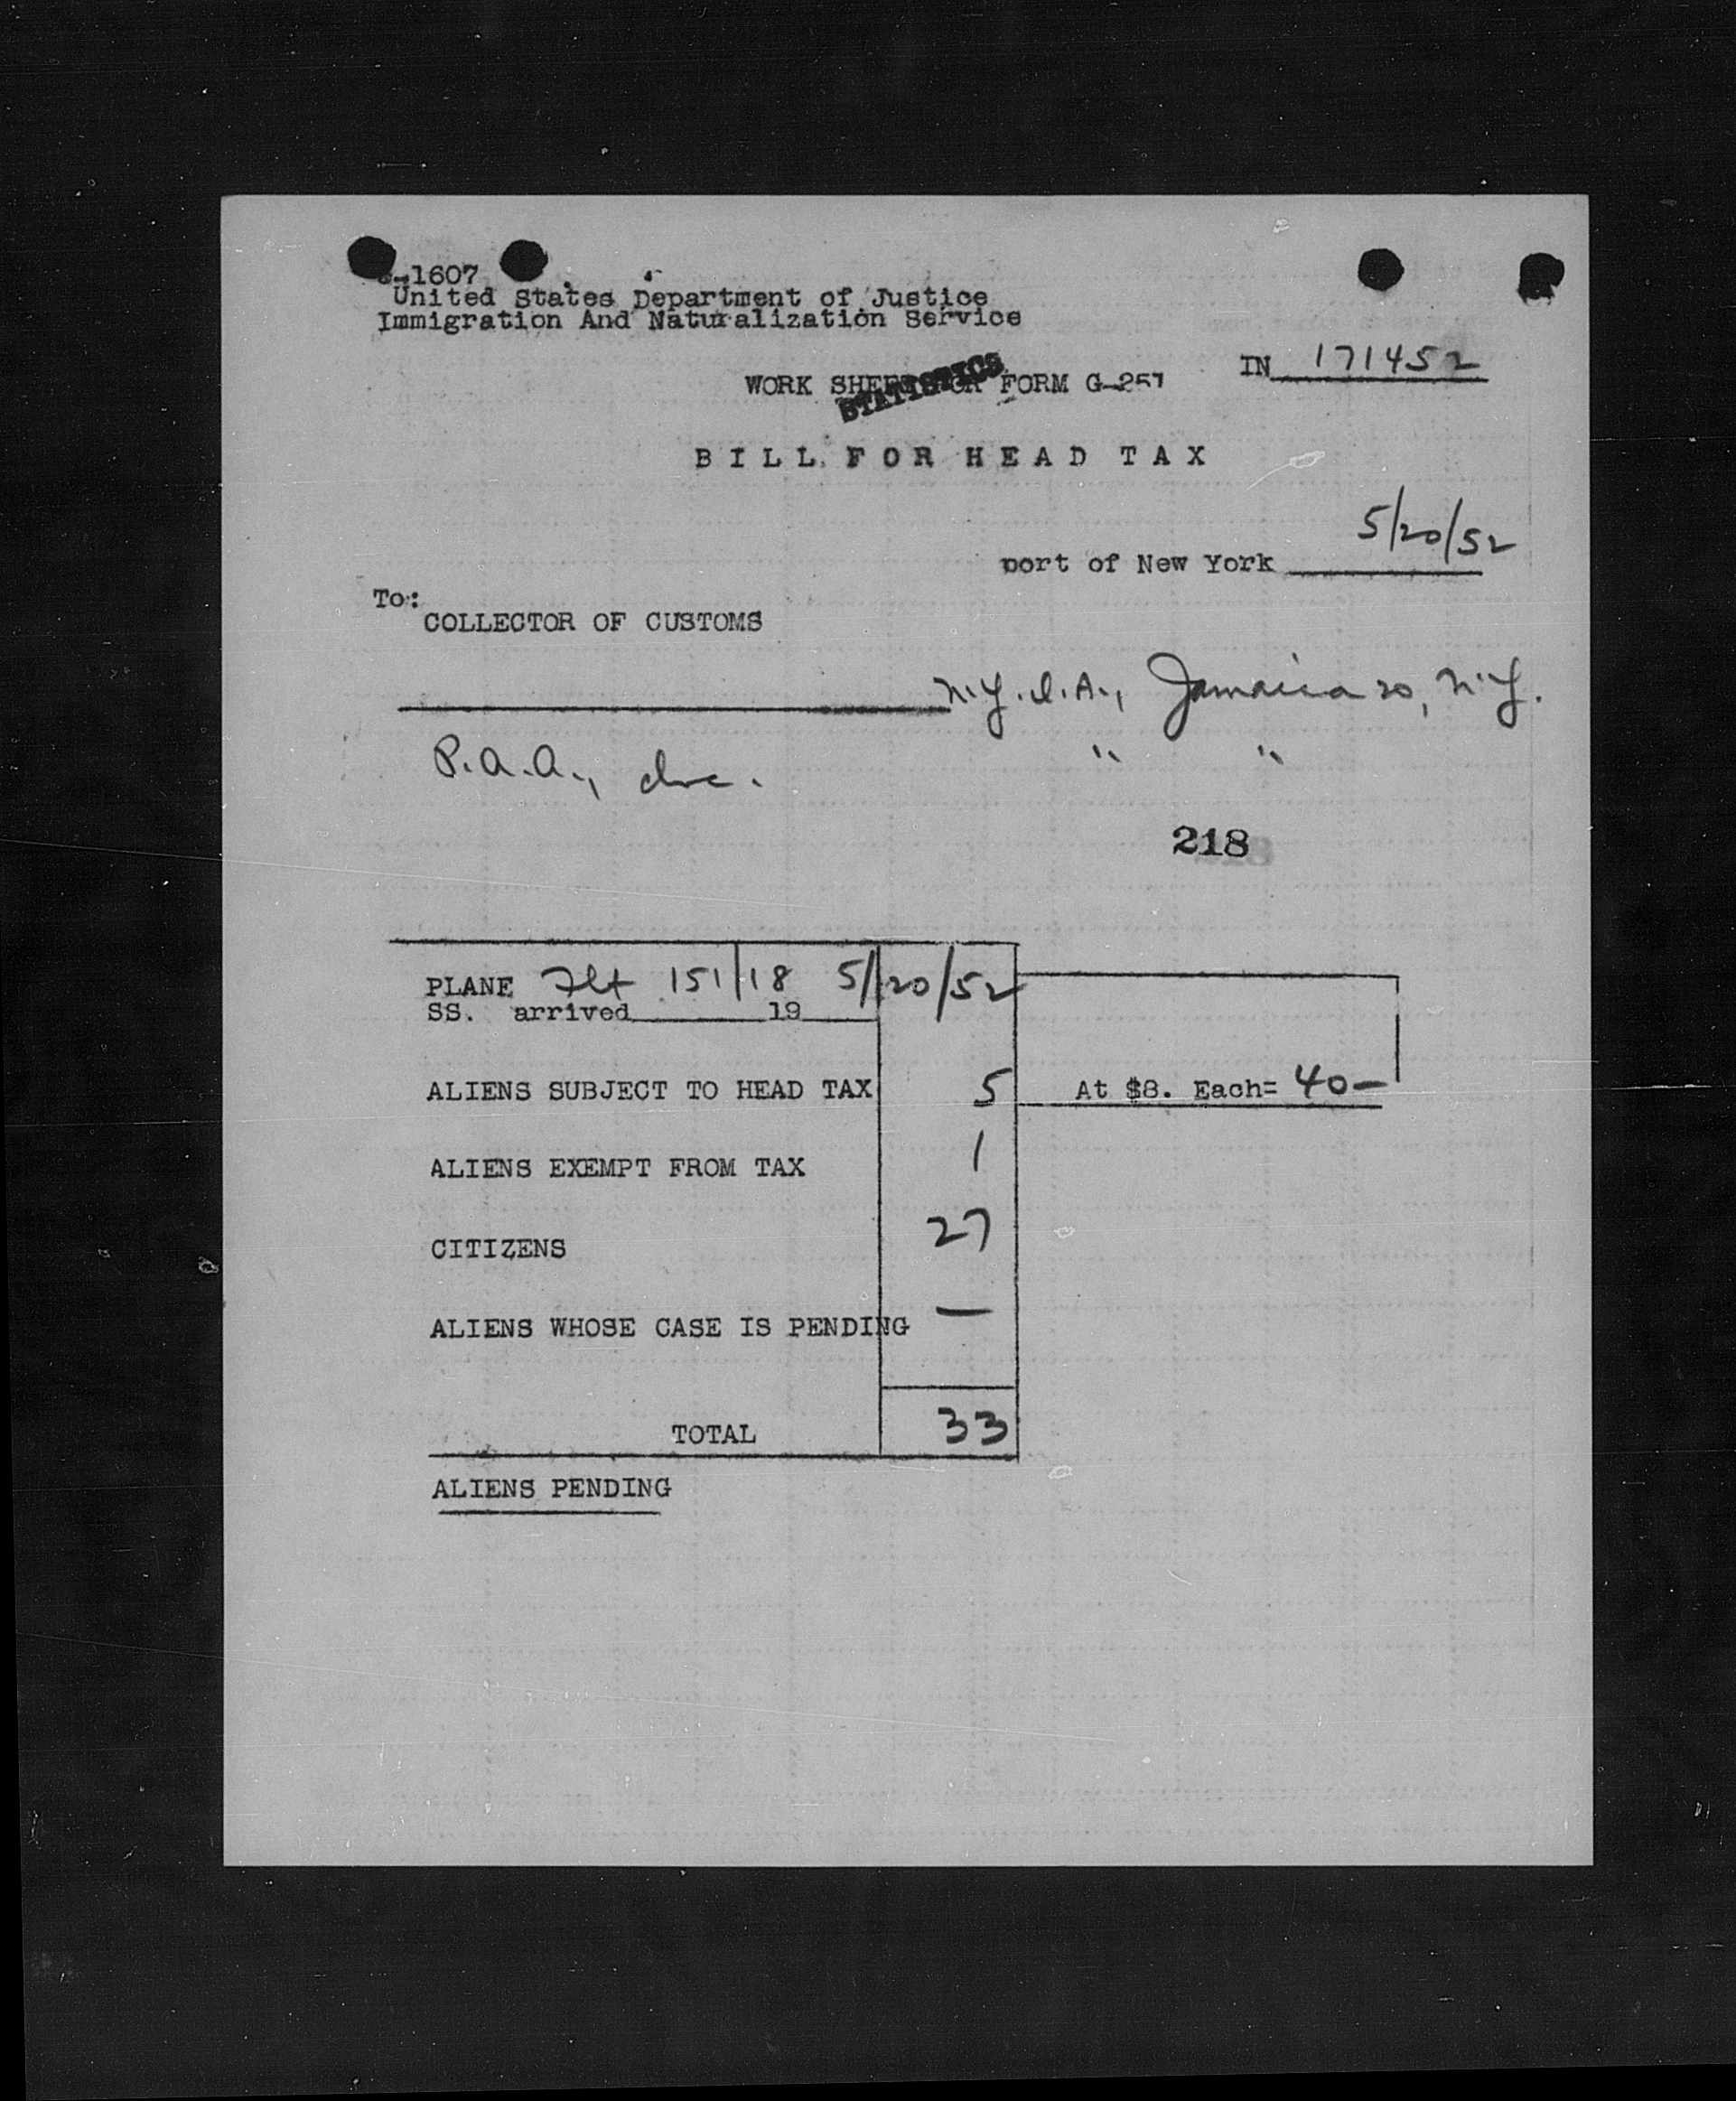 -1607
United States Department of Justice
Immigration And Naturalization Service
IN 171452
WORK SHEET FOR FORM G-257
STATISTICS
BILL FOR HEAD TAX
5/20/52
port of New York
To:
COLLECTOR OF CUSTOMS
N.Y.I.A., Jamaica 20, N.Y.
P.A.A., Inc. " "
218
PLANE Flt 151/18 5/20/52
SS. arrived 19
ALIENS SUBJECT TO HEAD TAX 5 At $8. Each= 40-
ALIENS EXEMPT FROM TAX 1
CITIZENS 27
ALIENS WHOSE CASE IS PENDING —
TOTAL 33
ALIENS PENDING